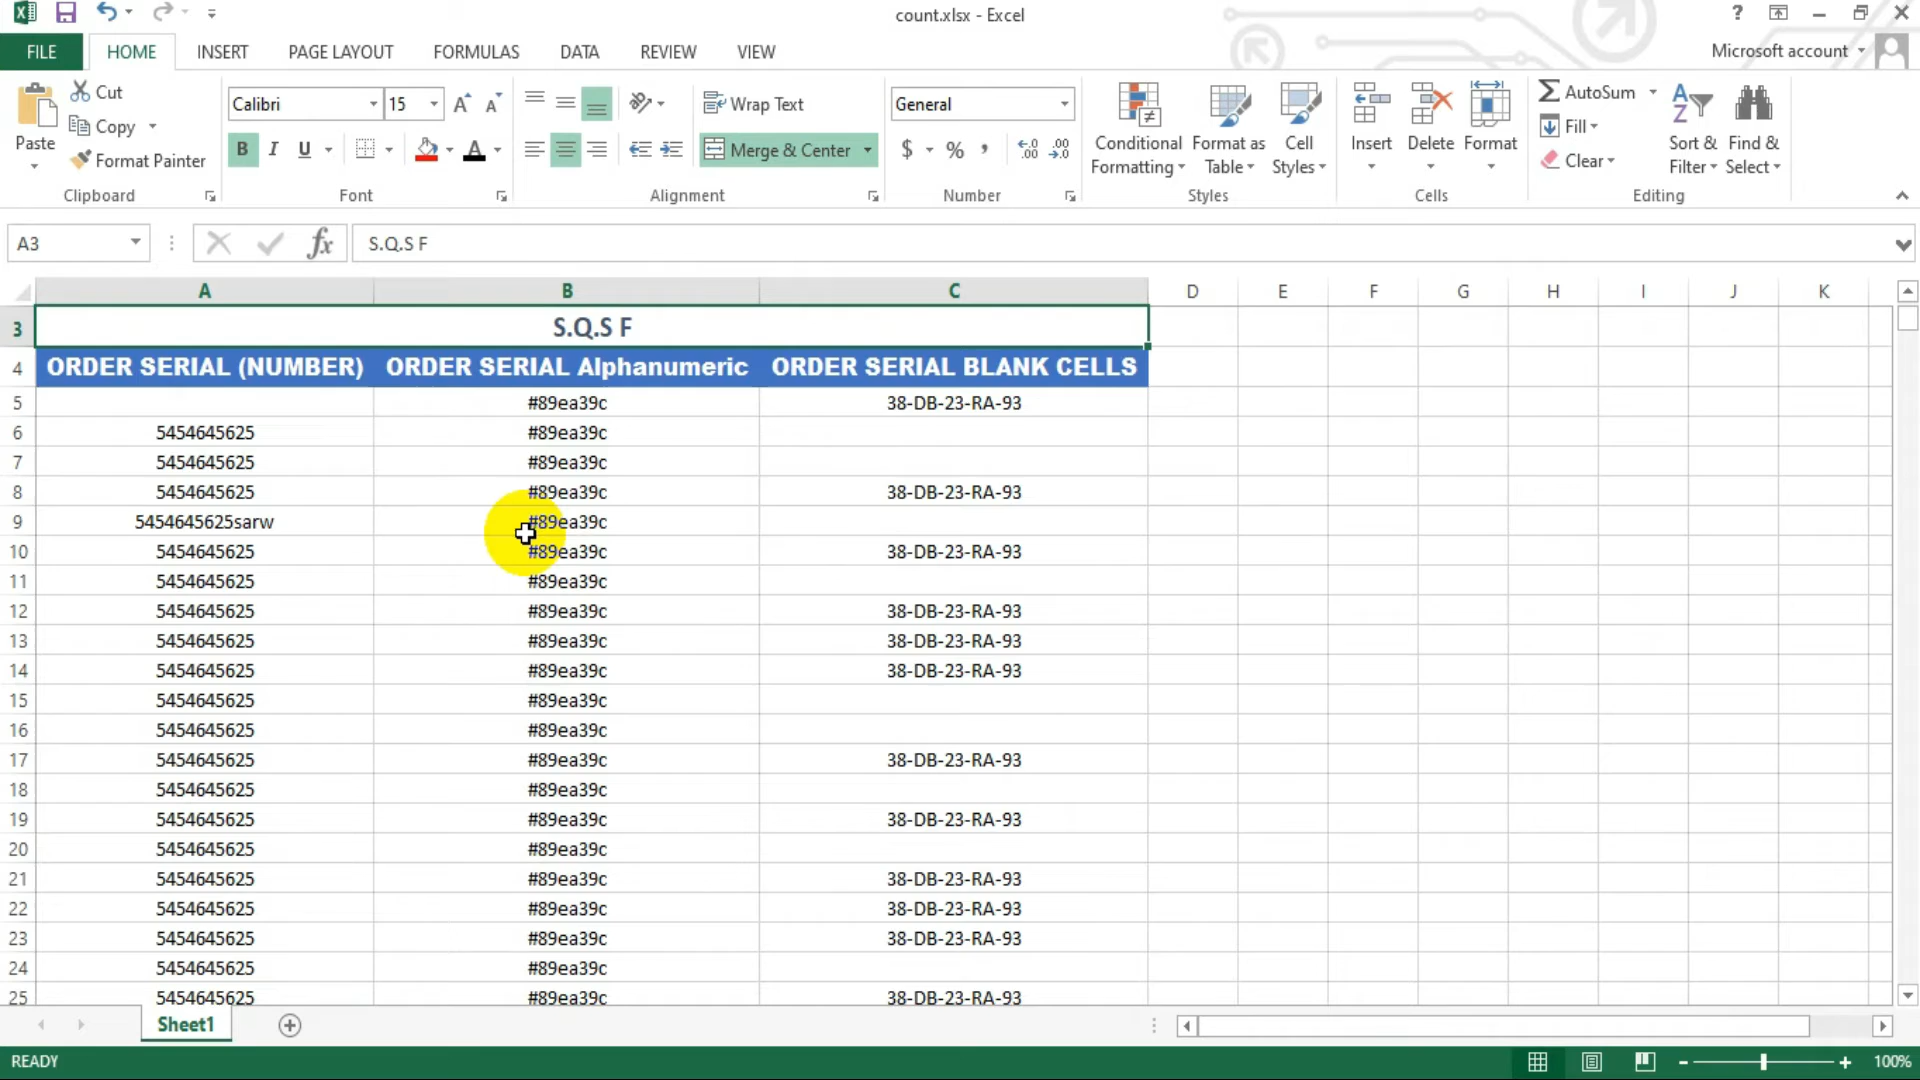 count.xlsx - Excel
?
FILE HOME INSERT PAGE LAYOUT FORMULAS DATA REVIEW VIEW Microsoft account
Paste Cut Copy Format Painter Clipboard
Calibri 15 A A B I U A Font
Wrap Text Merge & Center Alignment
General $ % , .00 .0 Number
Conditional Formatting Format as Table Cell Styles Styles
Insert Delete Format Cells
AutoSum Fill Clear Sort & Filter Find & Select Editing
A3 fx S.Q.S F
A B C D E F G H I J K
3 S.Q.S F
4 ORDER SERIAL (NUMBER) ORDER SERIAL Alphanumeric ORDER SERIAL BLANK CELLS
5 #89ea39c 38-DB-23-RA-93
6 5454645625 #89ea39c
7 5454645625 #89ea39c
8 5454645625 #89ea39c 38-DB-23-RA-93
9 5454645625sarw #89ea39c
10 5454645625 #89ea39c 38-DB-23-RA-93
11 5454645625 #89ea39c
12 5454645625 #89ea39c 38-DB-23-RA-93
13 5454645625 #89ea39c 38-DB-23-RA-93
14 5454645625 #89ea39c 38-DB-23-RA-93
15 5454645625 #89ea39c
16 5454645625 #89ea39c
17 5454645625 #89ea39c 38-DB-23-RA-93
18 5454645625 #89ea39c
19 5454645625 #89ea39c 38-DB-23-RA-93
20 5454645625 #89ea39c
21 5454645625 #89ea39c 38-DB-23-RA-93
22 5454645625 #89ea39c 38-DB-23-RA-93
23 5454645625 #89ea39c 38-DB-23-RA-93
24 5454645625 #89ea39c
25 5454645625 #89ea39c 38-DB-23-RA-93
Sheet1
READY 100%